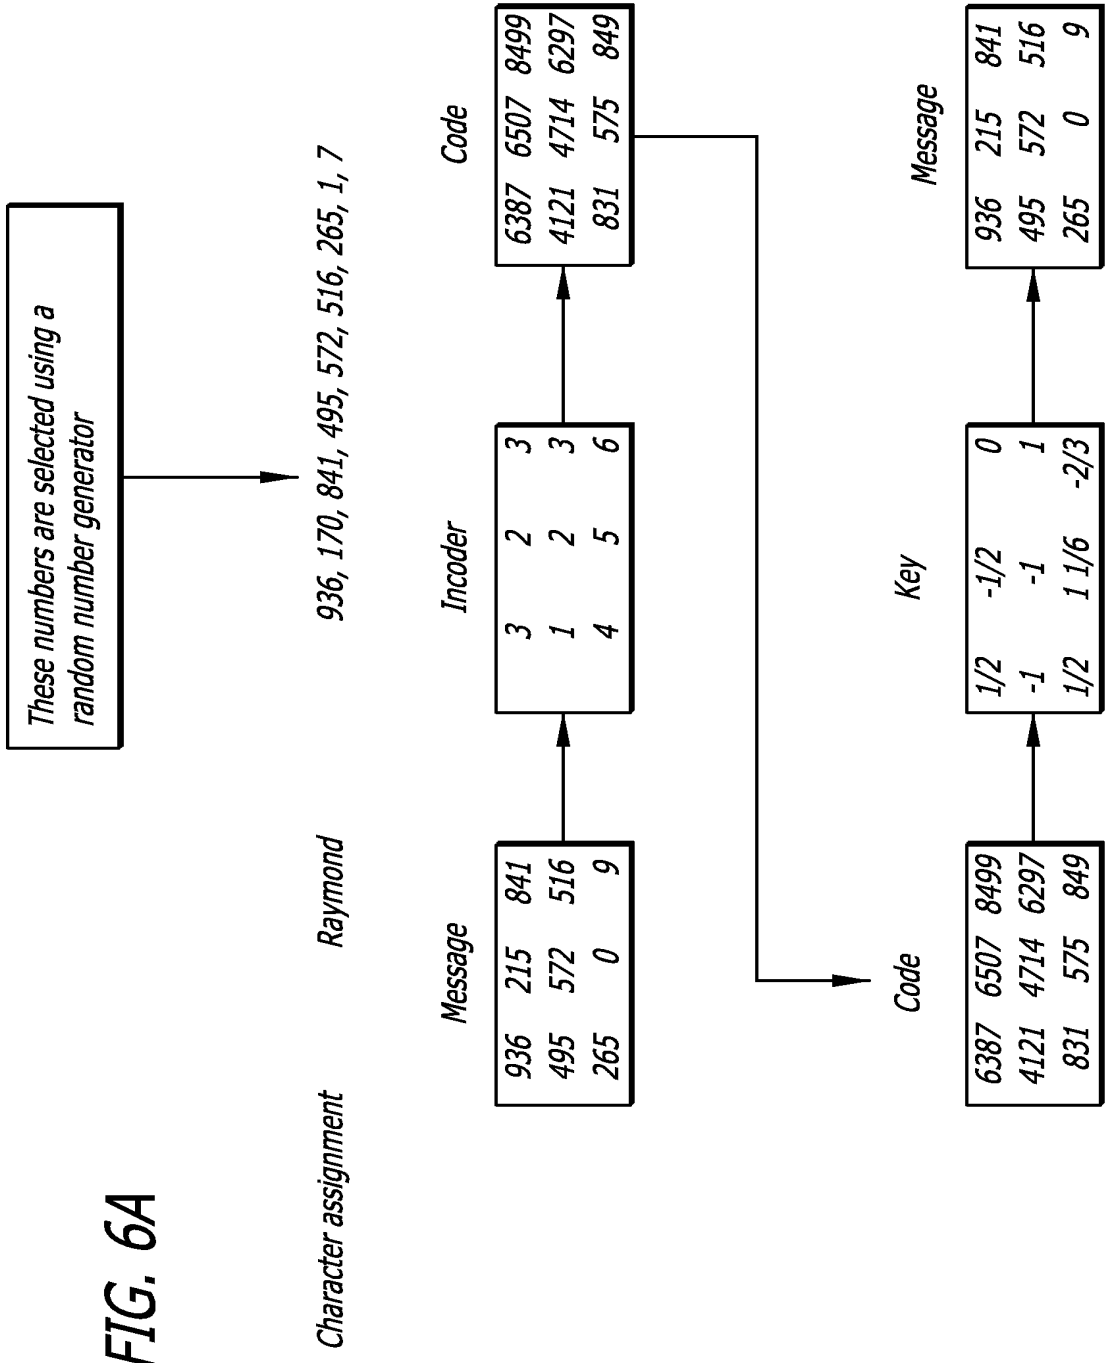 FIG. 6A
These numbers are selected using a
random number generator
Character assignment Raymond 936, 170, 841, 495, 572, 516, 265, 1, 7
Message
936 215 841
495 572 516
265 0 9
Incoder
3 2 3
1 2 3
4 5 6
Code
6387 6507 8499
4121 4714 6297
831 575 849
Code
6387 6507 8499
4121 4714 6297
831 575 849
Key
1/2 -1/2 0
-1 -1 1
1/2 1 1/6 -2/3
Message
936 215 841
495 572 516
265 0 9